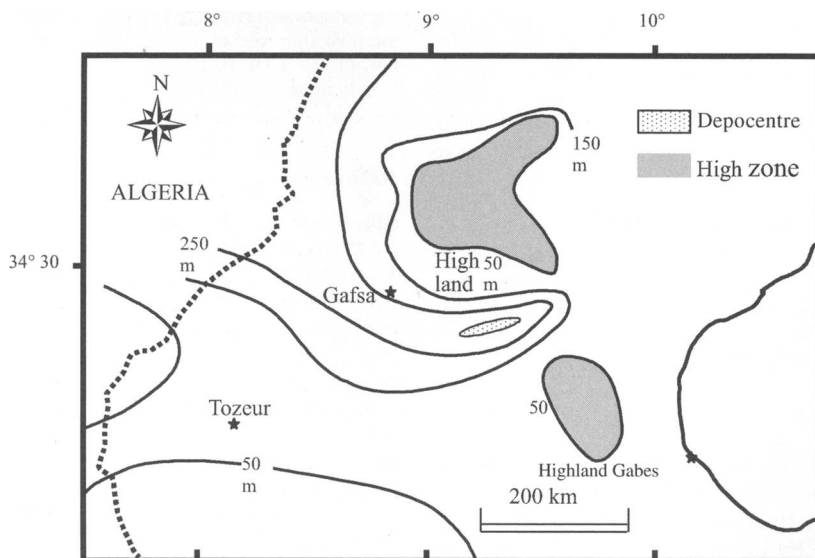 8°
9°
10°
N
ALGERIA
150
m
Depocentre
High zone
34° 30
250
m
High 50
land m
Gafsa
50
Tozeur
50
m
Highland Gabes
200 km